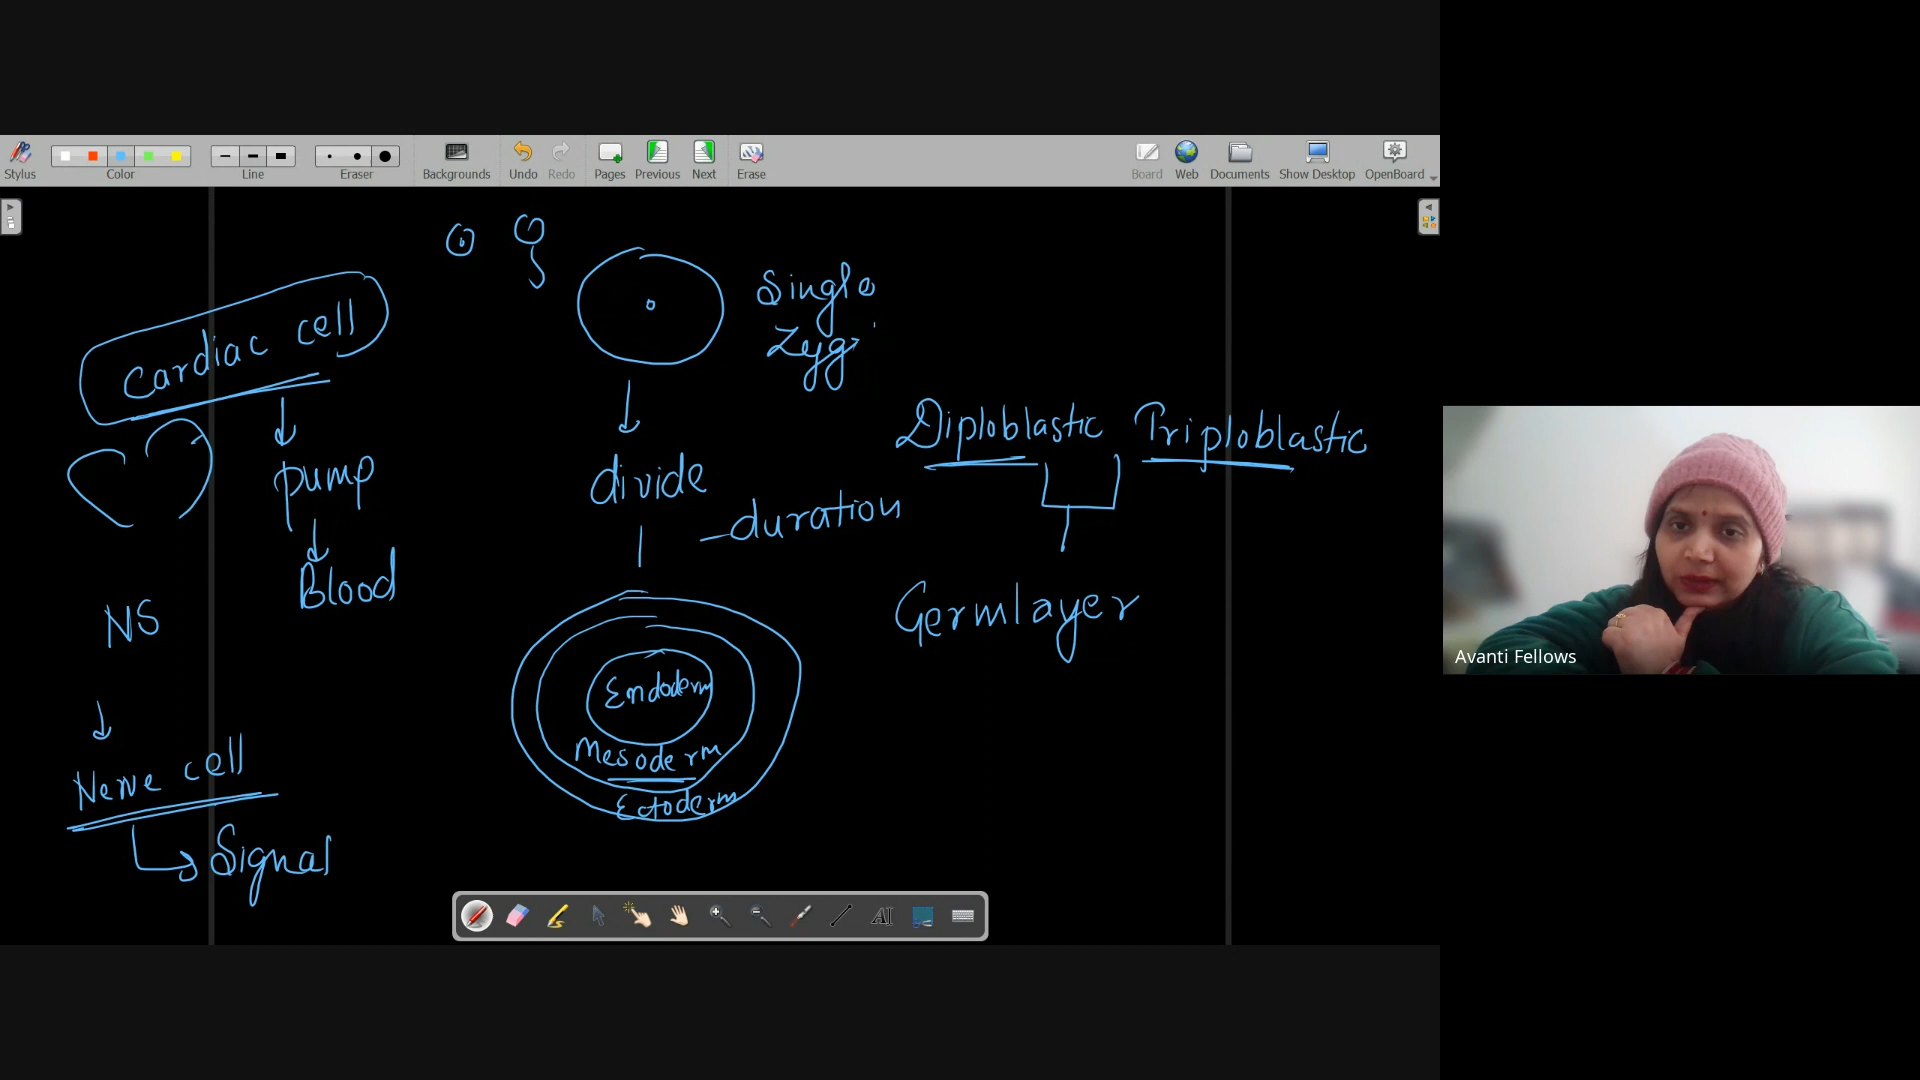 Stylus
Color
Line
Eraser
Backgrounds
Undo
Redo
Pages
Previous
Next
Erase
Board
Web
Documents
Show Desktop
OpenBoard
Cardiac cell
pump
Blood
NS
Nerve cell
Signal
Single
Zyg
divide
duration
Endoderm
Mesoderm
Ectoderm
Diploblastic Triploblastic
Germlayer
Avanti Fellows